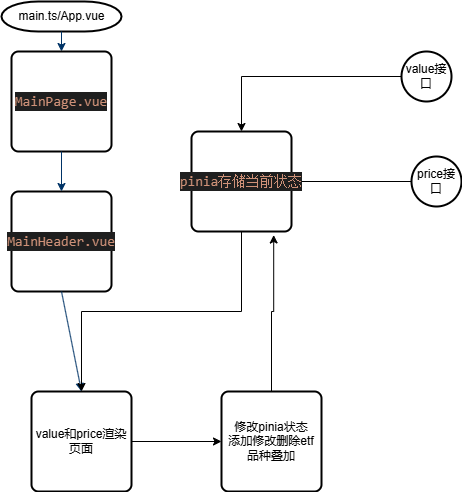 main.ts/App.vue
MainPage.vue
MainHeader.vue
value接
口
pinia存储当前状态
price接
口
value和price渲染
页面
修改pinia状态
添加修改删除etf
品种叠加